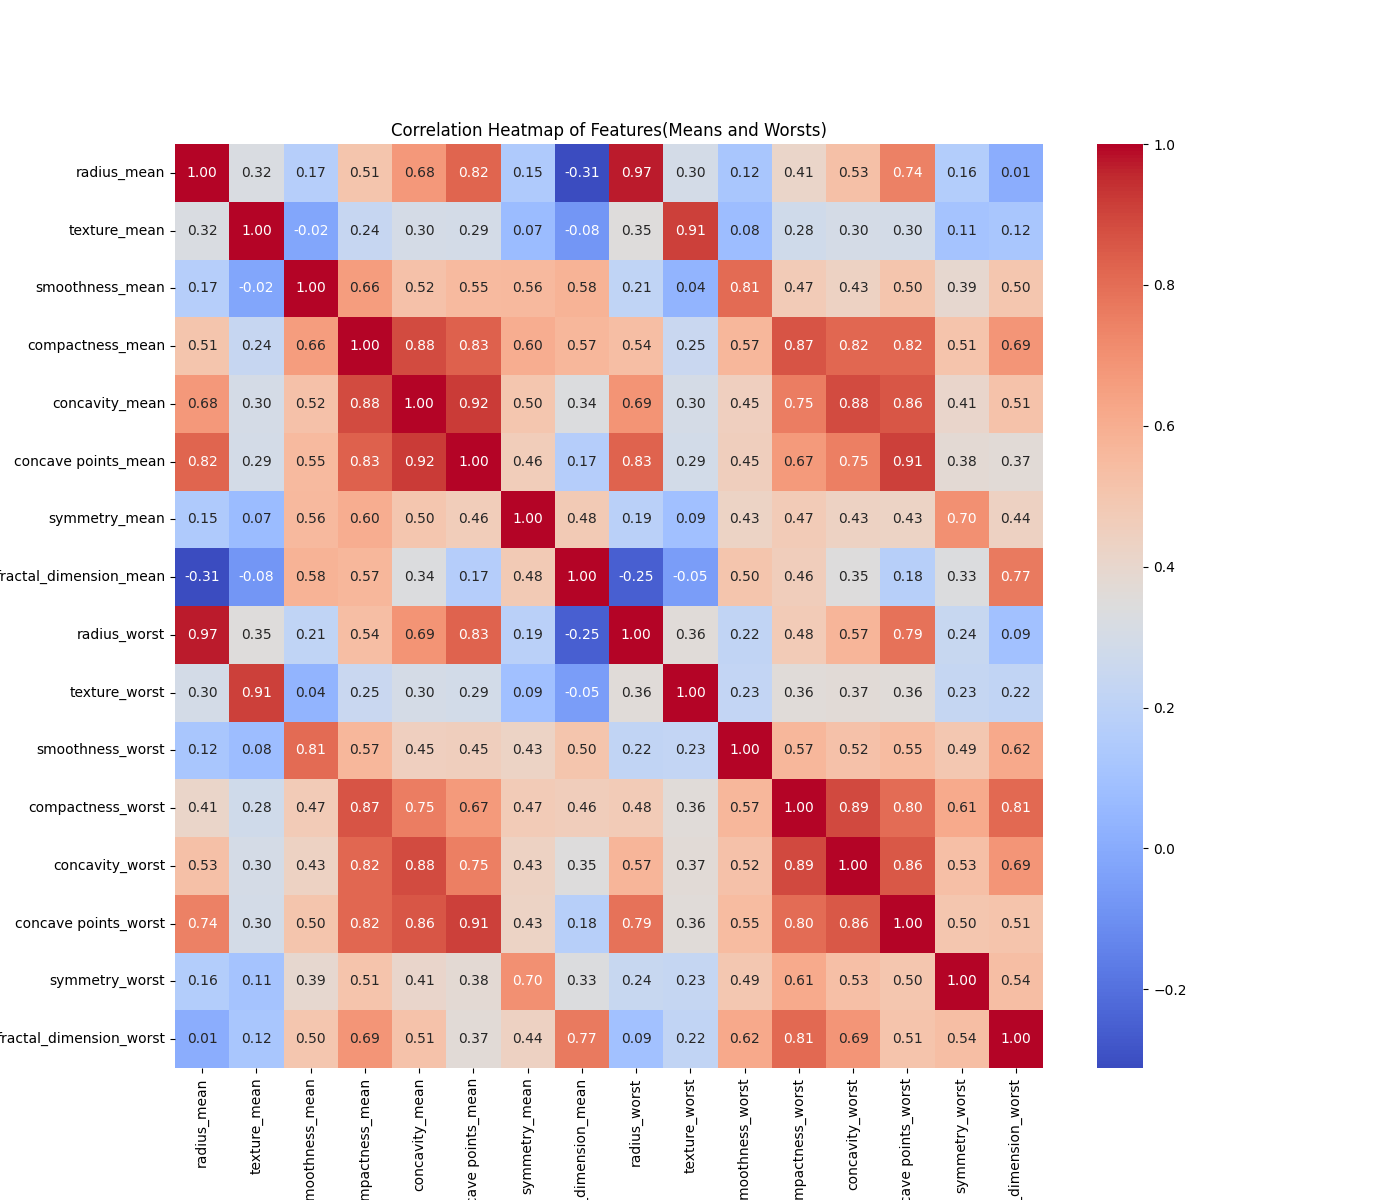 Correlation Heatmap of Features(Means and Worsts)
radius_mean 1.00 0.32 0.17 0.51 0.68 0.82 0.15 -0.31 0.97 0.30 0.12 0.41 0.53 0.74 0.16 0.01
texture_mean 0.32 1.00 -0.02 0.24 0.30 0.29 0.07 -0.08 0.35 0.91 0.08 0.28 0.30 0.30 0.11 0.12
smoothness_mean 0.17 -0.02 1.00 0.66 0.52 0.55 0.56 0.58 0.21 0.04 0.81 0.47 0.43 0.50 0.39 0.50
compactness_mean 0.51 0.24 0.66 1.00 0.88 0.83 0.60 0.57 0.54 0.25 0.57 0.87 0.82 0.82 0.51 0.69
concavity_mean 0.68 0.30 0.52 0.88 1.00 0.92 0.50 0.34 0.69 0.30 0.45 0.75 0.88 0.86 0.41 0.51
concave points_mean 0.82 0.29 0.55 0.83 0.92 1.00 0.46 0.17 0.83 0.29 0.45 0.67 0.75 0.91 0.38 0.37
symmetry_mean 0.15 0.07 0.56 0.60 0.50 0.46 1.00 0.48 0.19 0.09 0.43 0.47 0.43 0.43 0.70 0.44
ractal_dimension_mean -0.31 -0.08 0.58 0.57 0.34 0.17 0.48 1.00 -0.25 -0.05 0.50 0.46 0.35 0.18 0.33 0.77
radius_worst 0.97 0.35 0.21 0.54 0.69 0.83 0.19 -0.25 1.00 0.36 0.22 0.48 0.57 0.79 0.24 0.09
texture_worst 0.30 0.91 0.04 0.25 0.30 0.29 0.09 -0.05 0.36 1.00 0.23 0.36 0.37 0.36 0.23 0.22
smoothness_worst 0.12 0.08 0.81 0.57 0.45 0.45 0.43 0.50 0.22 0.23 1.00 0.57 0.52 0.55 0.49 0.62
compactness_worst 0.41 0.28 0.47 0.87 0.75 0.67 0.47 0.46 0.48 0.36 0.57 1.00 0.89 0.80 0.61 0.81
concavity_worst 0.53 0.30 0.43 0.82 0.88 0.75 0.43 0.35 0.57 0.37 0.52 0.89 1.00 0.86 0.53 0.69
concave points_worst 0.74 0.30 0.50 0.82 0.86 0.91 0.43 0.18 0.79 0.36 0.55 0.80 0.86 1.00 0.50 0.51
symmetry_worst 0.16 0.11 0.39 0.51 0.41 0.38 0.70 0.33 0.24 0.23 0.49 0.61 0.53 0.50 1.00 0.54
ractal_dimension_worst 0.01 0.12 0.50 0.69 0.51 0.37 0.44 0.77 0.09 0.22 0.62 0.81 0.69 0.51 0.54 1.00
radius_mean
texture_mean
moothness_mean
mpactness_mean
concavity_mean
cave points_mean
symmetry_mean
_dimension_mean
radius_worst
texture_worst
moothness_worst
mpactness_worst
concavity_worst
cave points_worst
symmetry_worst
_dimension_worst
1.0
0.8
0.6
0.4
0.2
0.0
−0.2